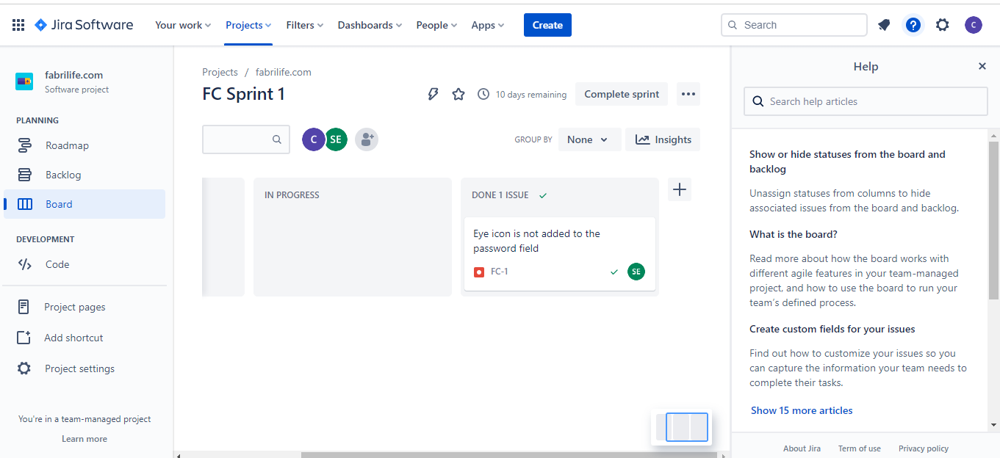 Jira Software
Your work
Projects
Filters
Dashboards
People
Apps
Create
Search
?
C
fabrilife.com
Software project
PLANNING
Roadmap
Backlog
Board
DEVELOPMENT
Code
Project pages
Add shortcut
Project settings
You're in a team-managed project
Learn more
Projects / fabrilife.com
FC Sprint 1
10 days remaining
Complete sprint
C
SE
GROUP BY
None
Insights
IN PROGRESS
DONE 1 ISSUE
Eye icon is not added to the
password field
FC-1
SE
Help
Search help articles
Show or hide statuses from the board and
backlog
Unassign statuses from columns to hide
associated issues from the board and backlog.
What is the board?
Read more about how the board works with
different agile features in your team-managed
project, and how to use the board to run your
team's defined process.
Create custom fields for your issues
Find out how to customize your issues so you
can capture the information your team needs to
complete their tasks.
Show 15 more articles
About Jira
Term of use
Privacy policy